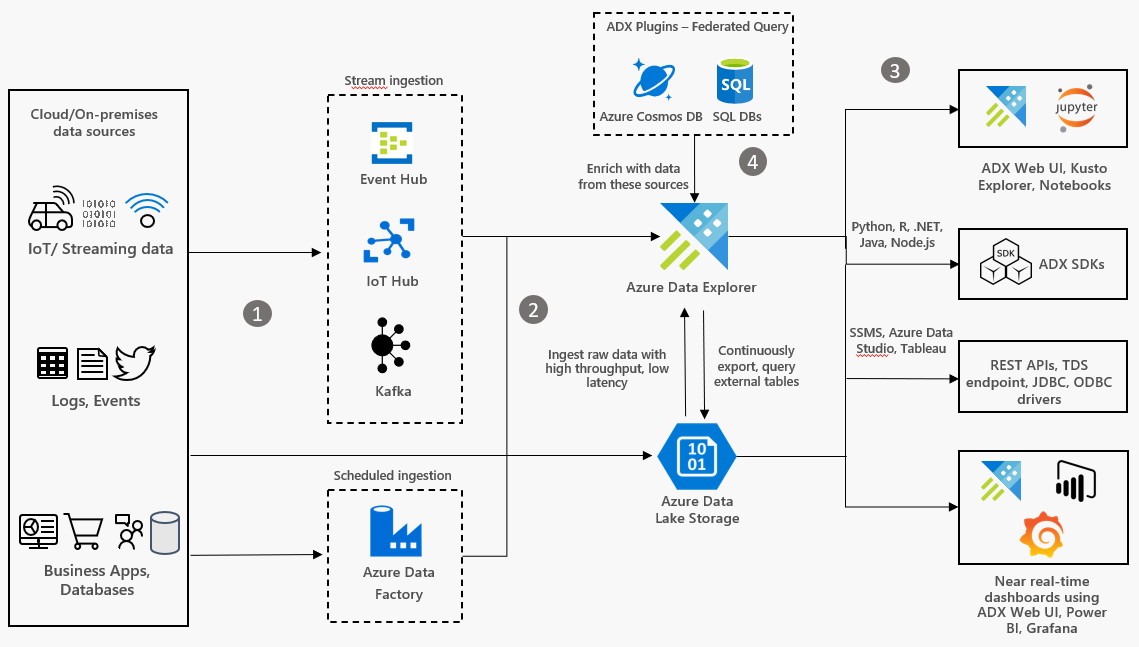 Cloud/On-premises
data sources
IoT/ Streaming data
Logs, Events
Business Apps,
Databases
1
Stream ingestion
Event Hub
IoT Hub
Kafka
Scheduled ingestion
Azure Data
Factory
2
ADX Plugins – Federated Query
SQL
Azure Cosmos DB
SQL DBs
4
Enrich with data
from these sources
Azure Data Explorer
Ingest raw data with
high throughput, low
latency
Continuously
export, query
external tables
10
01
Azure Data
Lake Storage
3
jupyter
ADX Web UI, Kusto
Explorer, Notebooks
Python, R, .NET,
Java, Node.js
SDK
ADX SDKs
SSMS, Azure Data
Studio, Tableau
REST APIs, TDS
endpoint, JDBC, ODBC
drivers
Near real-time
dashboards using
ADX Web UI, Power
BI, Grafana